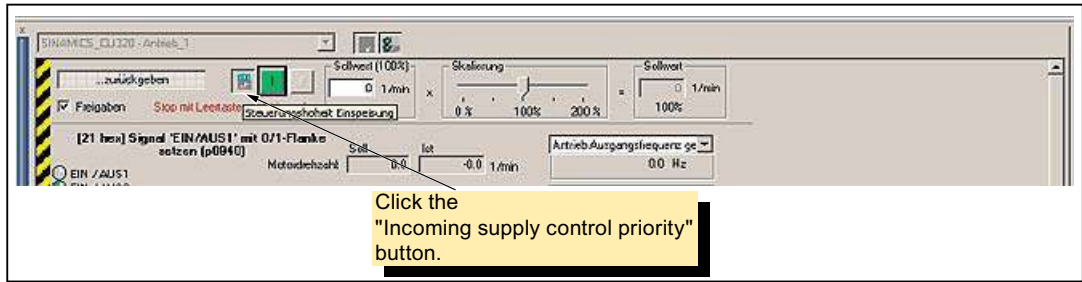 x
SINAMICS_CU320 - Antrieb_1
...zurückgeben
Sollwert (100%)
0 1/min
x
Skalierung
0 % 100% 200 %
=
Sollwert
0 1/min
100%
Freigaben
Stop mit Leertaste
Steuerungshoheit Einspeisung
[21 hex] Signal 'EIN/AUS1' mit 0/1-Flanke
setzen (p0840)
Soll Ist
Motordrehzahl 0.0 -0.0 1/min
Antrieb.Ausgangsfrequenz ge
0.0 Hz
EIN / AUS1
Click the
"Incoming supply control priority"
button.